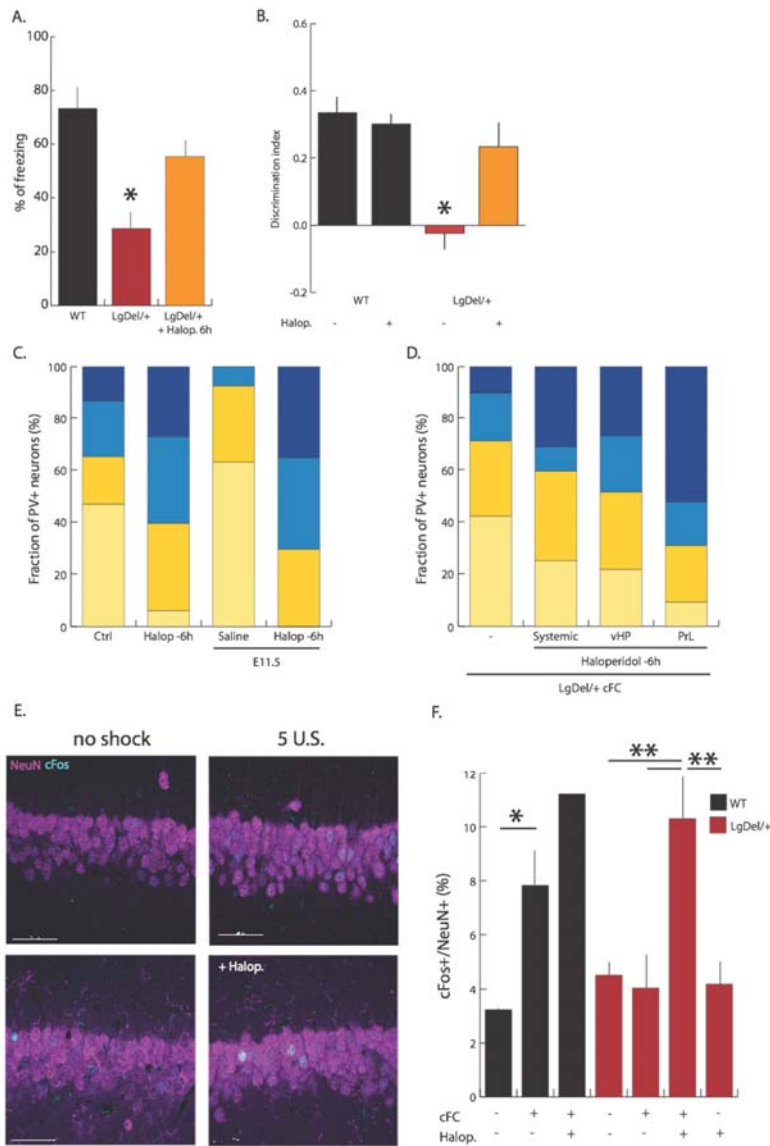 A.
B.
100
80
60
40
20
0
% of freezing
*
WT
LgDel/+
LgDel/+
+ Halop. 6h
0.6
0.4
0.2
0.0
-0.2
Discrimination index
*
WT
LgDel/+
Halop.
-
+
-
+
C.
D.
100
80
60
40
20
0
Fraction of PV+ neurons (%)
Ctrl
Halop -6h
Saline
Halop -6h
E11.5
100
80
60
40
20
0
Fraction of PV+ neurons (%)
-
Systemic
vHP
PrL
Haloperidol -6h
LgDel/+ cFC
E.
F.
no shock
5 U.S.
NeuN cFos
+ Halop.
12
10
8
6
4
2
0
cFos+/NeuN+ (%)
*
**
**
WT
LgDel/+
cFC - + + - + + -
Halop. - - + - - + +